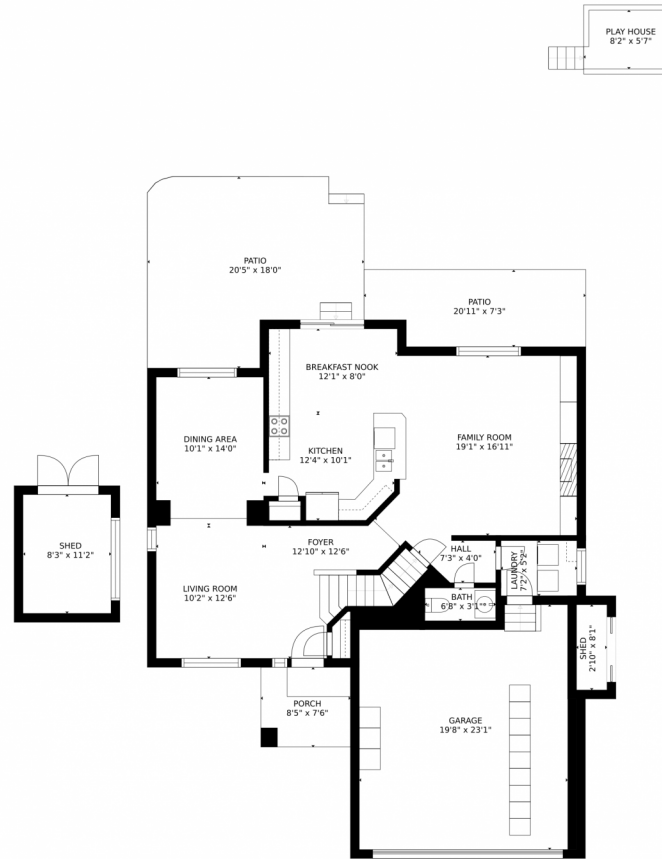 PLAY HOUSE
8'2" x 5'7"
PATIO
20'5" x 18'0"
PATIO
20'11" x 7'3"
BREAKFAST NOOK
12'1" x 8'0"
DINING AREA
10'1" x 14'0"
KITCHEN
12'4" x 10'1"
FAMILY ROOM
19'1" x 16'11"
SHED
8'3" x 11'2"
FOYER
12'10" x 12'6"
HALL
7'3" x 4'0"
LAUNDRY
7'2" x 5'2"
LIVING ROOM
10'2" x 12'6"
BATH
6'8" x 3'1"
SHED
2'10" x 8'1"
PORCH
8'5" x 7'6"
GARAGE
19'8" x 23'1"